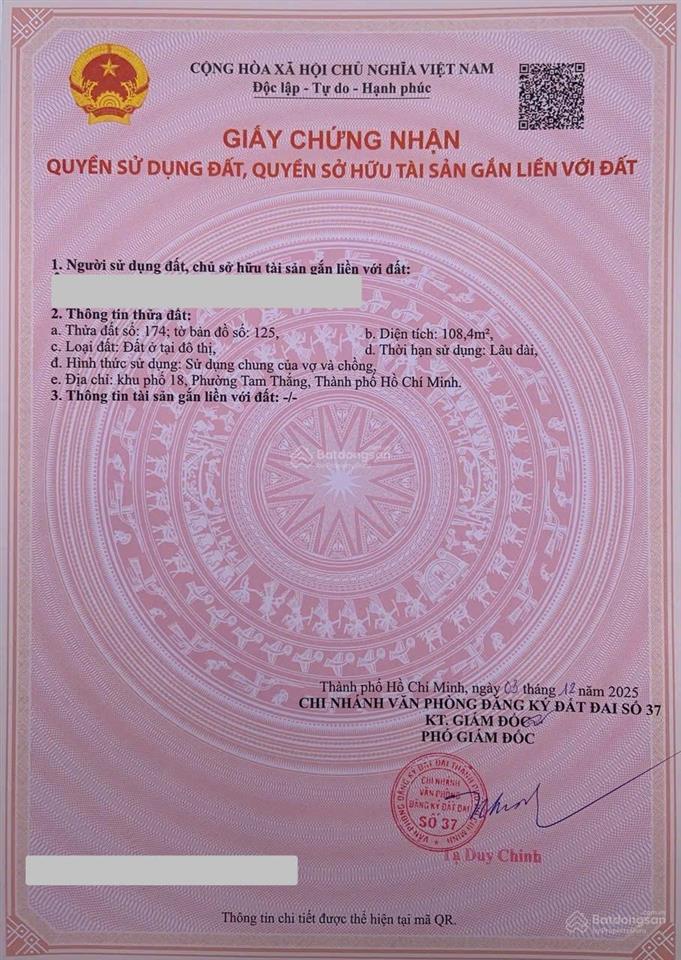 CỘNG HÒA XÃ HỘI CHỦ NGHĨA VIỆT NAM
Độc lập - Tự do - Hạnh phúc
GIẤY CHỨNG NHẬN
QUYỀN SỬ DỤNG ĐẤT, QUYỀN SỞ HỮU TÀI SẢN GẮN LIỀN VỚI ĐẤT
1. Người sử dụng đất, chủ sở hữu tài sản gắn liền với đất:
2. Thông tin thửa đất:
a. Thửa đất số: 174; tờ bản đồ số: 125, b. Diện tích: 108,4m²,
c. Loại đất: Đất ở tại đô thị, d. Thời hạn sử dụng: Lâu dài,
đ. Hình thức sử dụng: Sử dụng chung của vợ và chồng,
e. Địa chỉ: khu phố 18, Phường Tam Thắng, Thành phố Hồ Chí Minh.
3. Thông tin tài sản gắn liền với đất: -/-
Batdongsan
by PropertyGuru
Thành phố Hồ Chí Minh, ngày 03 tháng 12 năm 2025
CHI NHÁNH VĂN PHÒNG ĐĂNG KÝ ĐẤT ĐAI SỐ 37
KT. GIÁM ĐỐC
PHÓ GIÁM ĐỐC
CHI NHÁNH
VĂN PHÒNG
ĐĂNG KÝ ĐẤT ĐAI
SỐ 37
Tạ Duy Chinh
Thông tin chi tiết được thể hiện tại mã QR.
Batdongsan
.com.vn
by PropertyGuru